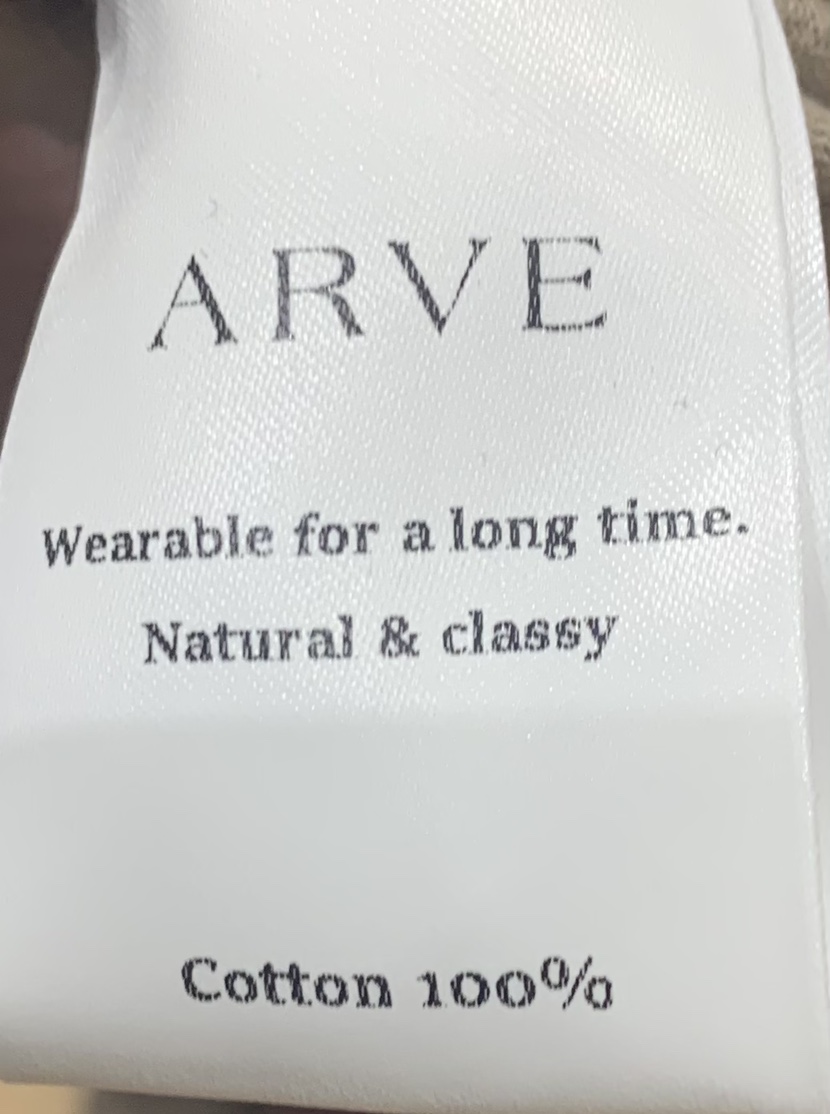 ARVE
Wearable for a long time.
Natural & classy
Cotton 100%